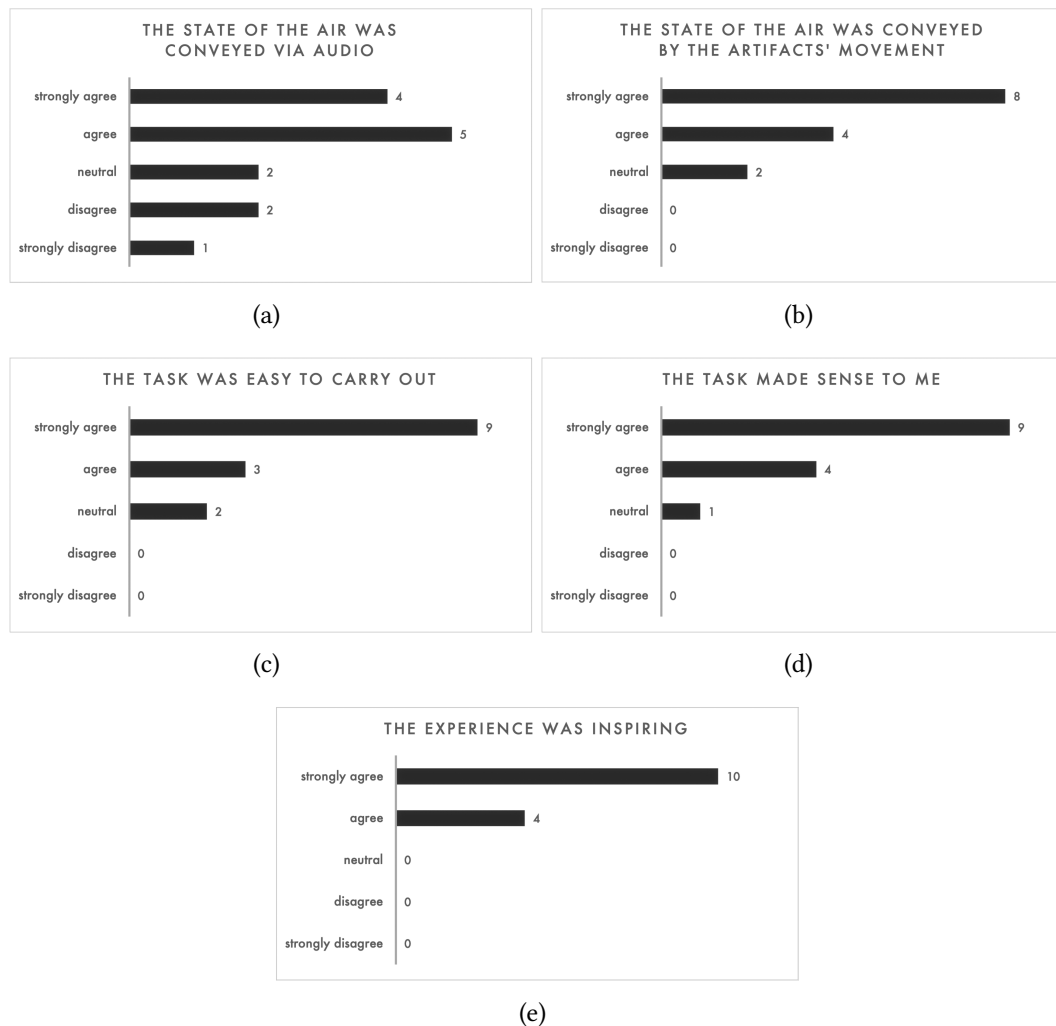 THE STATE OF THE AIR WAS
CONVEYED VIA AUDIO
strongly agree 4
agree 5
neutral 2
disagree 2
strongly disagree 1
(a)
THE STATE OF THE AIR WAS CONVEYED
BY THE ARTIFACTS' MOVEMENT
strongly agree 8
agree 4
neutral 2
disagree 0
strongly disagree 0
(b)
THE TASK WAS EASY TO CARRY OUT
strongly agree 9
agree 3
neutral 2
disagree 0
strongly disagree 0
(c)
THE TASK MADE SENSE TO ME
strongly agree 9
agree 4
neutral 1
disagree 0
strongly disagree 0
(d)
THE EXPERIENCE WAS INSPIRING
strongly agree 10
agree 4
neutral 0
disagree 0
strongly disagree 0
(e)